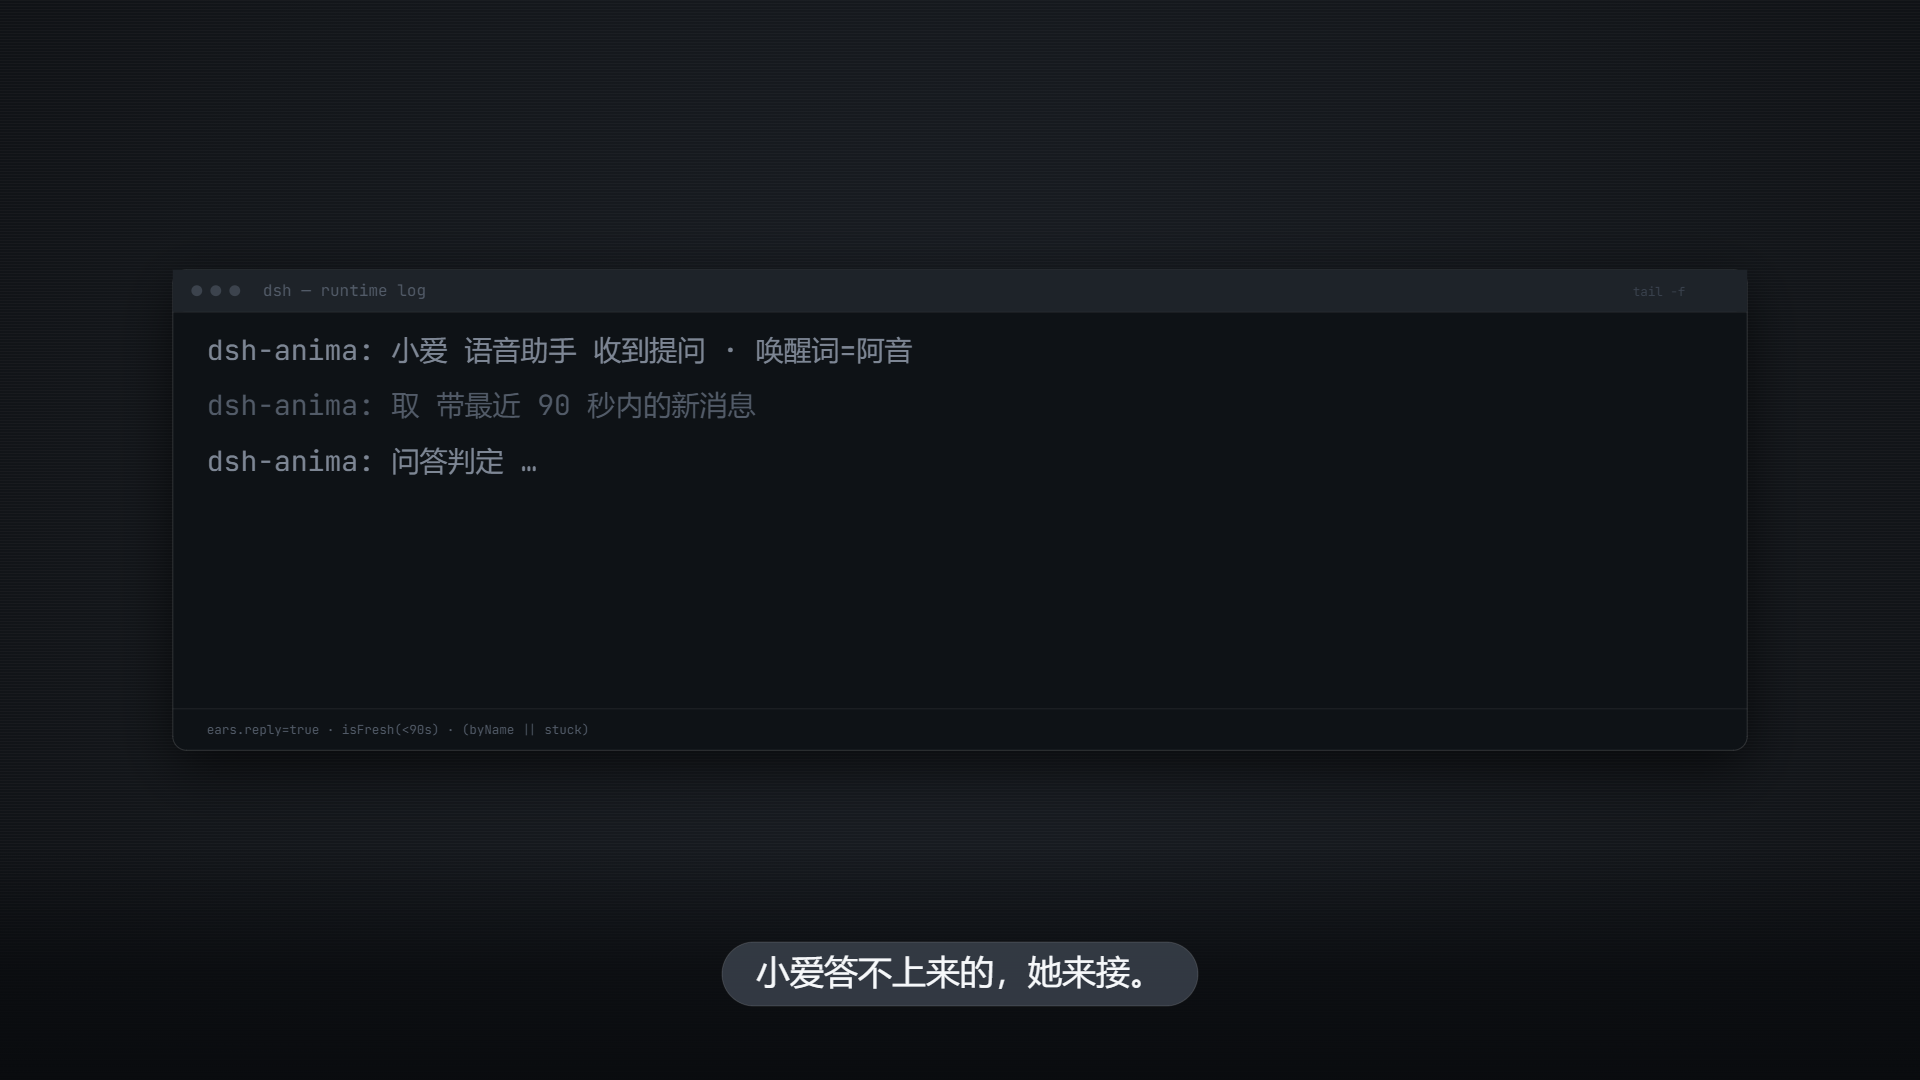 dsh — runtime log
tail -f
dsh-anima: 小爱 语音助手 收到提问 · 唤醒词=阿音
dsh-anima: 取 带最近 90 秒内的新消息
dsh-anima: 问答判定 …
ears.reply=true · isFresh(<90s) · (byName || stuck)
小爱答不上来的，她来接。